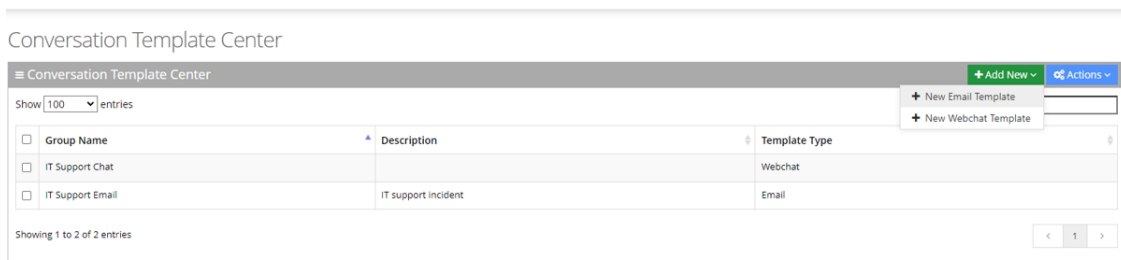 Conversation Template Center
Conversation Template Center
Add New
Actions
Show 100 entries
New Email Template
New Webchat Template
Group Name Description Template Type
IT Support Chat Webchat
IT Support Email IT support incident Email
Showing 1 to 2 of 2 entries
< 1 >